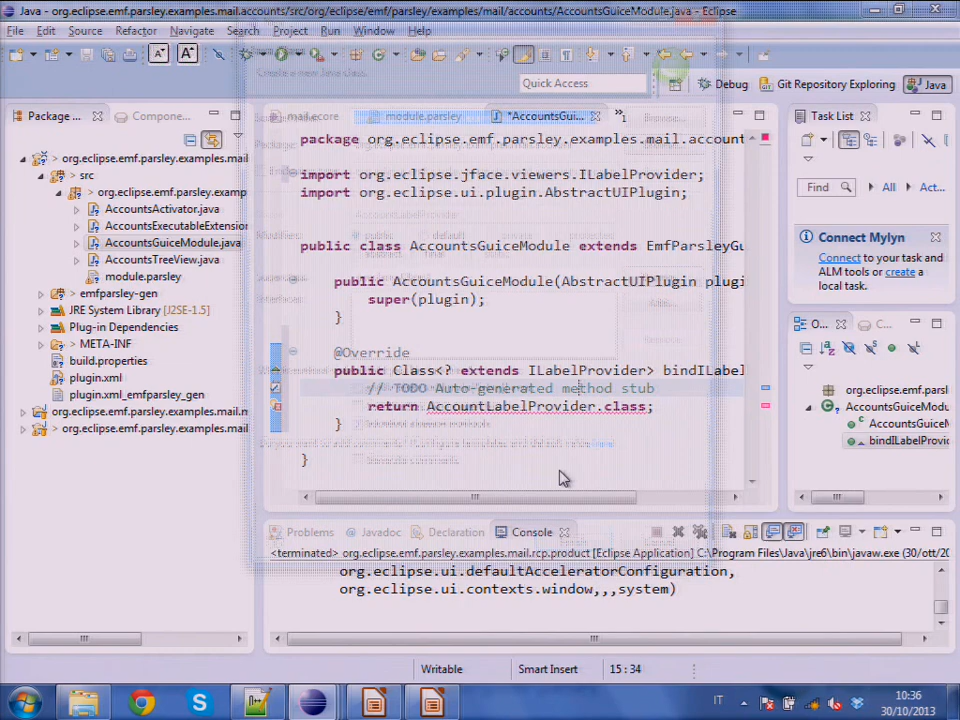 Java - org.eclipse.emf.parsley.examples.mail.accounts/src/org/eclipse/emf/parsley/examples/mail/accounts/AccountsGuiceModule.java - Eclipse
File Edit Source Refactor Navigate Search Project Run Window Help
Create a new Java class.
Quick Access
Debug
Git Repository Exploring
Java
Package ...
Compone...
mail.ecore
module.parsley
*AccountsGui...
1
Task List
org.eclipse.emf.parsley.examples.mail
src
org.eclipse.emf.parsley.examp
AccountsActivator.java
AccountsExecutableExtension
AccountsGuiceModule.java
AccountsTreeView.java
module.parsley
emfparsley-gen
JRE System Library [J2SE-1.5]
Plug-in Dependencies
META-INF
build.properties
plugin.xml
plugin.xml_emfparsley_gen
org.eclipse.emf.parsley.examples.mail
org.eclipse.emf.parsley.examples.mail
package org.eclipse.emf.parsley.examples.mail.account
import org.eclipse.jface.viewers.ILabelProvider;
import org.eclipse.ui.plugin.AbstractUIPlugin;
public class AccountsGuiceModule extends EmfParsleyGu
public AccountsGuiceModule(AbstractUIPlugin plugi
super(plugin);
}
@Override
public Class<? extends ILabelProvider> bindILabel
// TODO Auto-generated method stub
return AccountLabelProvider.class;
}
}
Find
All
Act...
Connect Mylyn
Connect to your task and
ALM tools or create a
local task.
O...
C...
AccountsGuiceModu
AccountsGu
bindILabelProvi
Problems
Javadoc
Declaration
Console
<terminated> org.eclipse.emf.parsley.examples.mail.rcp.product [Eclipse Application] C:\Program Files\Java\jre6\bin\javaw.exe (30/ott/20
org.eclipse.ui.defaultAcceleratorConfiguration,
org.eclipse.ui.contexts.window,,,system)
Writable
Smart Insert
15 : 34
IT
10:36
30/10/2013